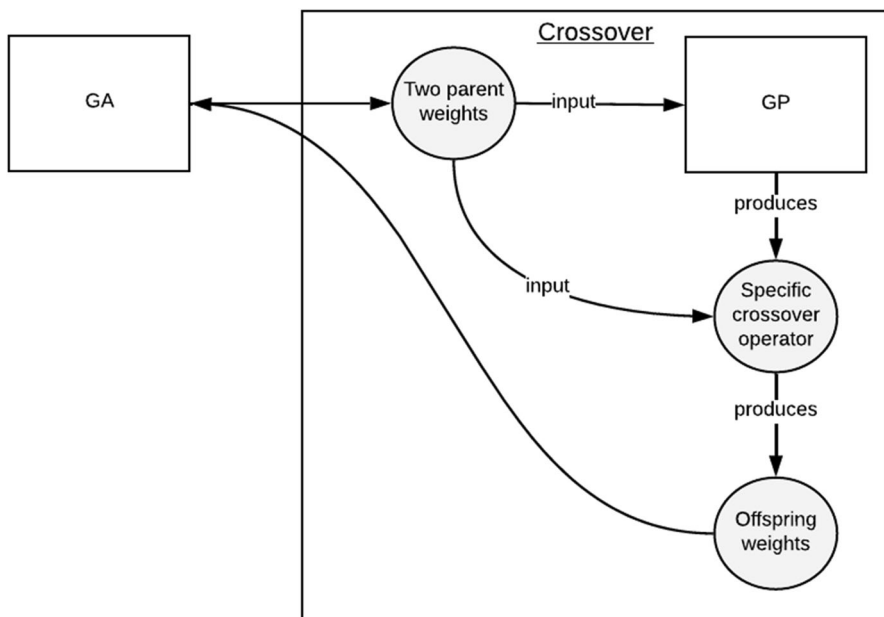 Crossover
GA
Two parent
weights
input
GP
produces
input
Specific
crossover
operator
produces
Offspring
weights